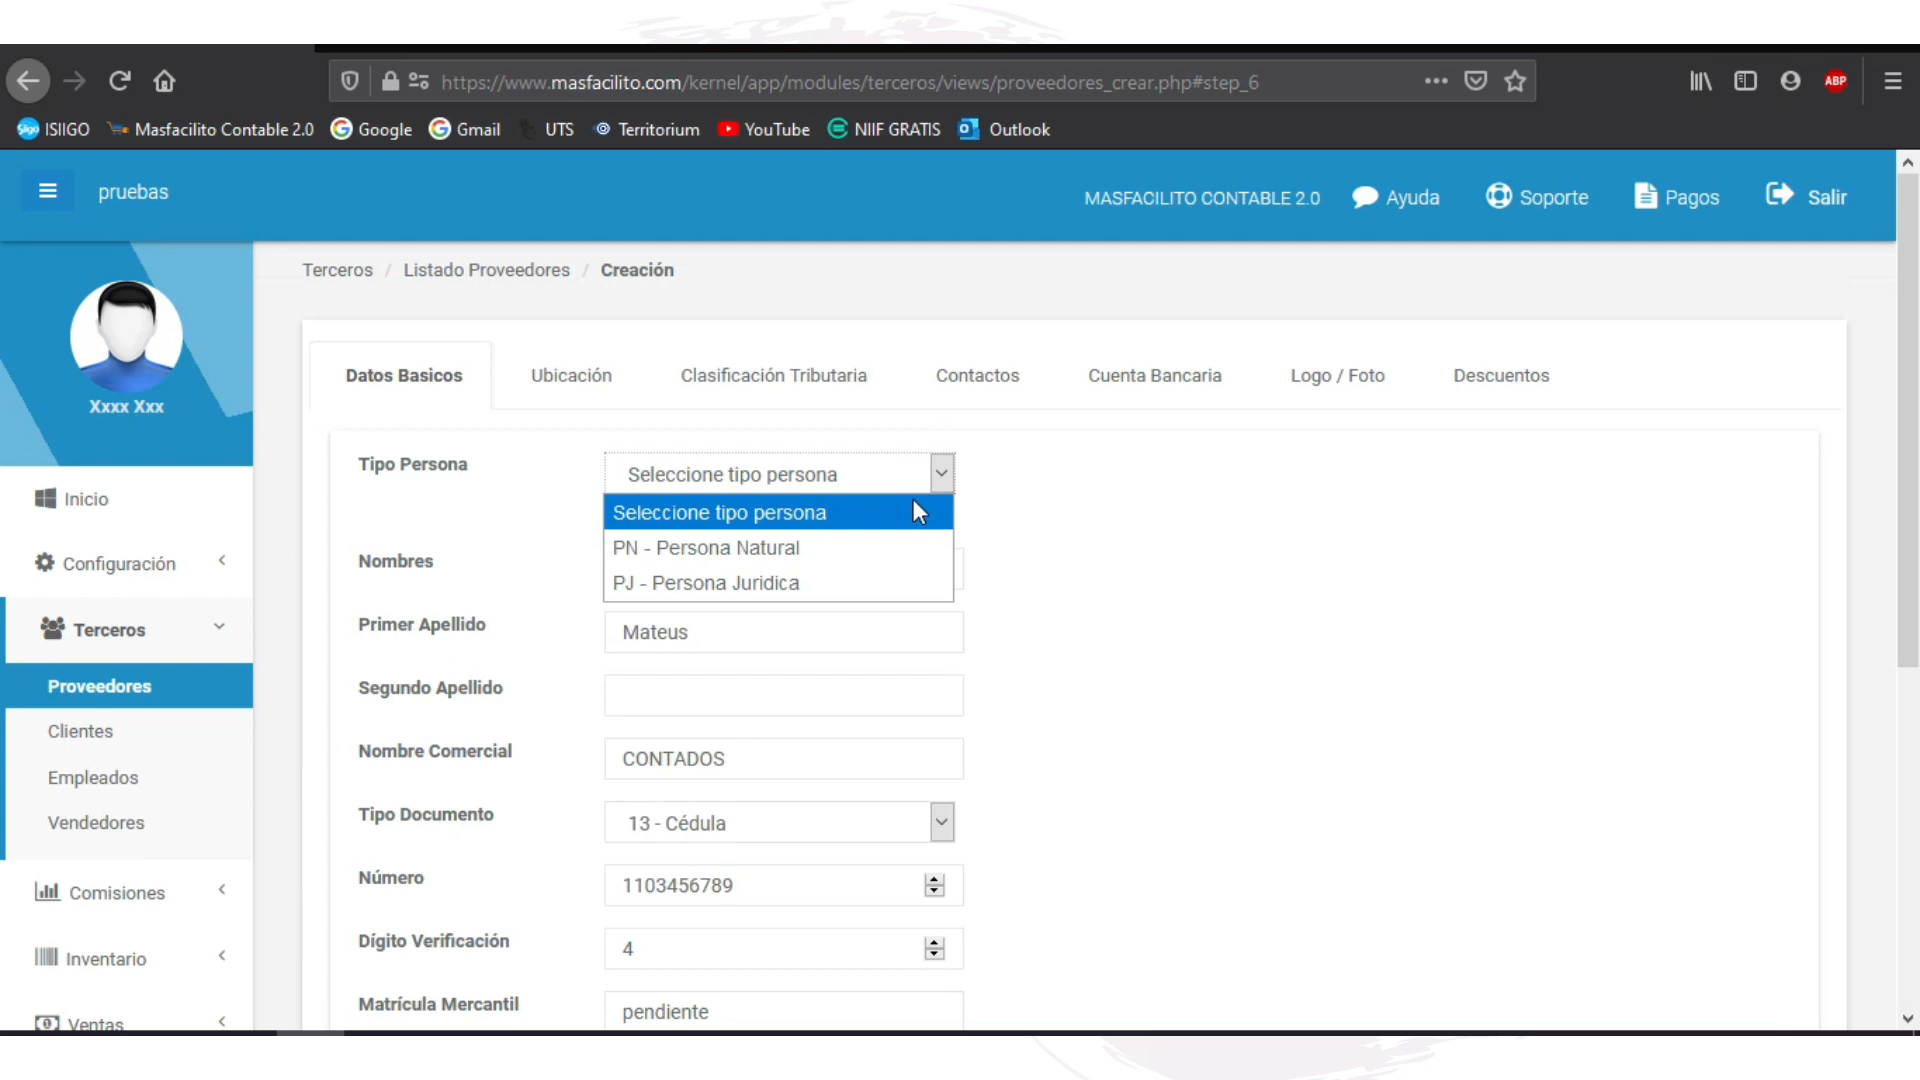 https://www.masfacilito.com/kernel/app/modules/terceros/views/proveedores_crear.php#step_6
ABP
Siigo
ISIIGO
Masfacilito Contable 2.0
Google
Gmail
UTS
Territorium
YouTube
NIIF GRATIS
Outlook
pruebas
MASFACILITO CONTABLE 2.0
Ayuda
Soporte
Pagos
Salir
Terceros / Listado Proveedores / Creación
Xxxx Xxx
Inicio
Configuración
Terceros
Proveedores
Clientes
Empleados
Vendedores
Comisiones
Inventario
Ventas
Datos Basicos
Ubicación
Clasificación Tributaria
Contactos
Cuenta Bancaria
Logo / Foto
Descuentos
Tipo Persona
Seleccione tipo persona
Seleccione tipo persona
PN - Persona Natural
PJ - Persona Juridica
Nombres
Primer Apellido
Mateus
Segundo Apellido
Nombre Comercial
CONTADOS
Tipo Documento
13 - Cédula
Número
1103456789
Dígito Verificación
4
Matrícula Mercantil
pendiente